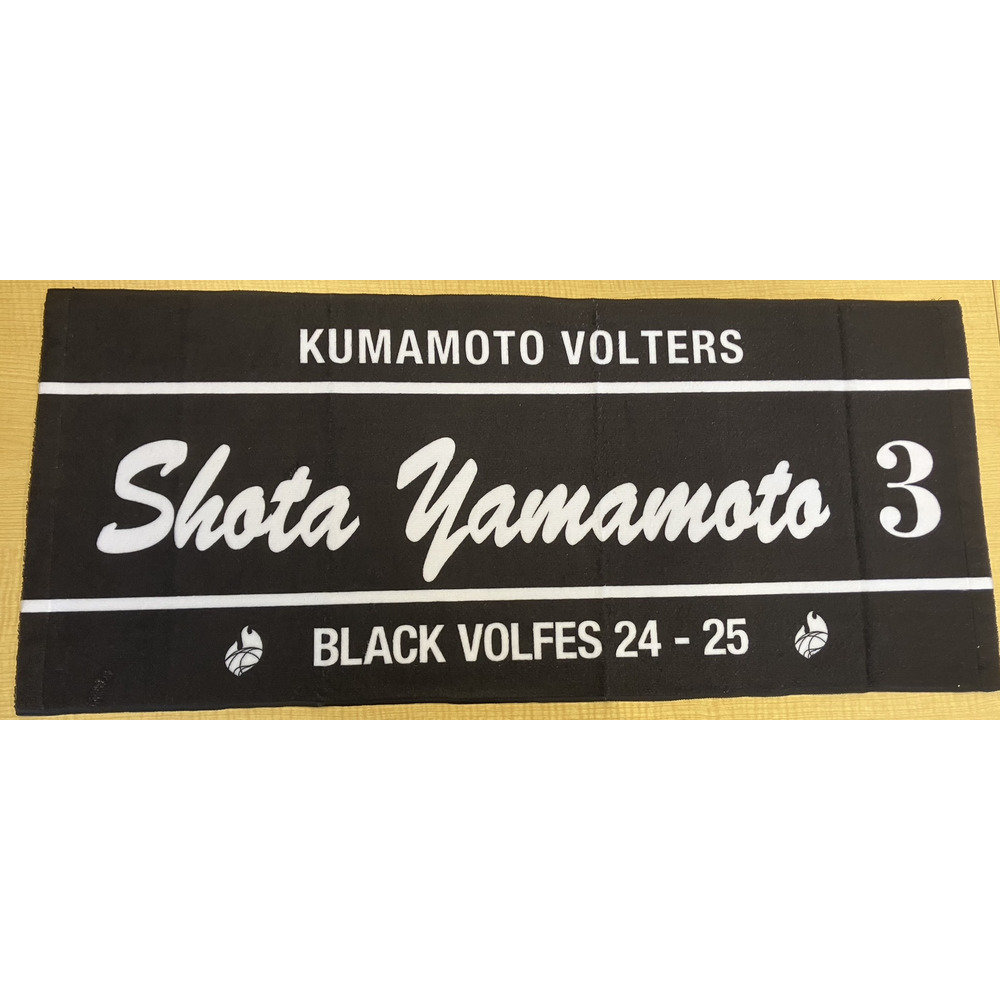 KUMAMOTO VOLTERS
Shota Yamamoto 3
BLACK VOLFES 24 - 25